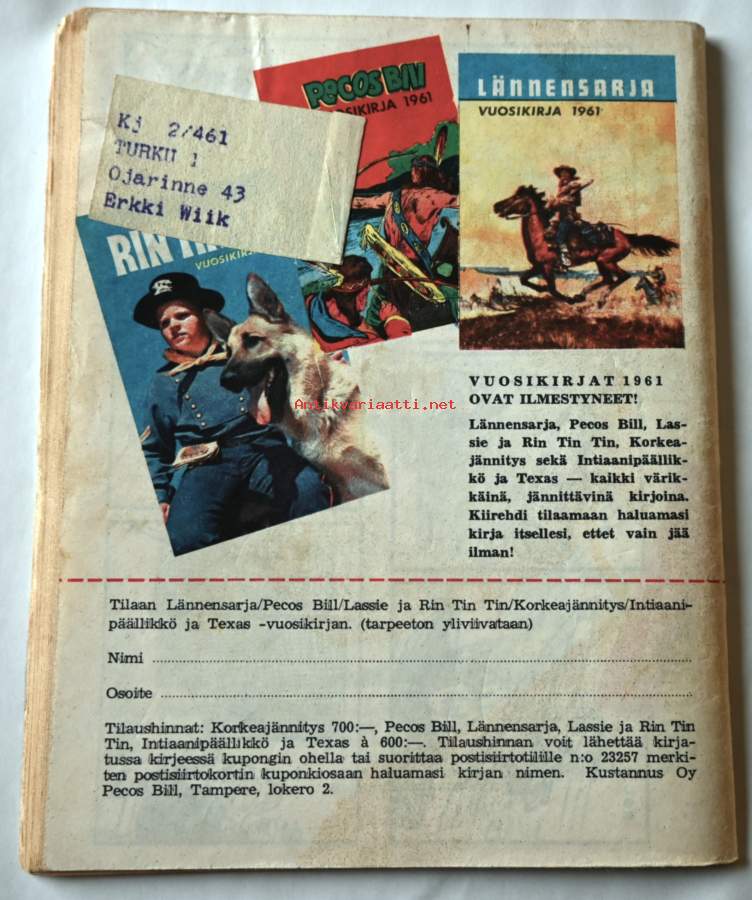 Kj 2/461
TURKU 1
Ojarinne 43
Erkki Wiik
PECOS BILL
VUOSIKIRJA 1961
LÄNNENSARJA
VUOSIKIRJA 1961
RIN TIN
VUOSIKIRJA
Antikvariaatti.net
VUOSIKIRJAT 1961
OVAT ILMESTYNEET!
Lännensarja, Pecos Bill, Las-
sie ja Rin Tin Tin, Korkea-
jännitys sekä Intiaanipäällik-
kö ja Texas — kaikki värik-
käinä, jännittävinä kirjoina.
Kiirehdi tilaamaan haluamasi
kirja itsellesi, ettet vain jää
ilman!
Tilaan Lännensarja/Pecos Bill/Lassie ja Rin Tin Tin/Korkeajännitys/Intiaani-
päällikkö ja Texas -vuosikirjan. (tarpeeton yliviivataan)
Nimi
Osoite
Tilaushinnat: Korkeajännitys 700:—, Pecos Bill, Lännensarja, Lassie ja Rin Tin
Tin, Intiaanipäällikkö ja Texas à 600:—. Tilaushinnan voit lähettää kirja-
tussa kirjeessä kupongin ohella tai suorittaa postisiirtotilille n:o 23257 merki-
ten postisiirtokortin kuponkiosaan haluamasi kirjan nimen. Kustannus Oy
Pecos Bill, Tampere, lokero 2.